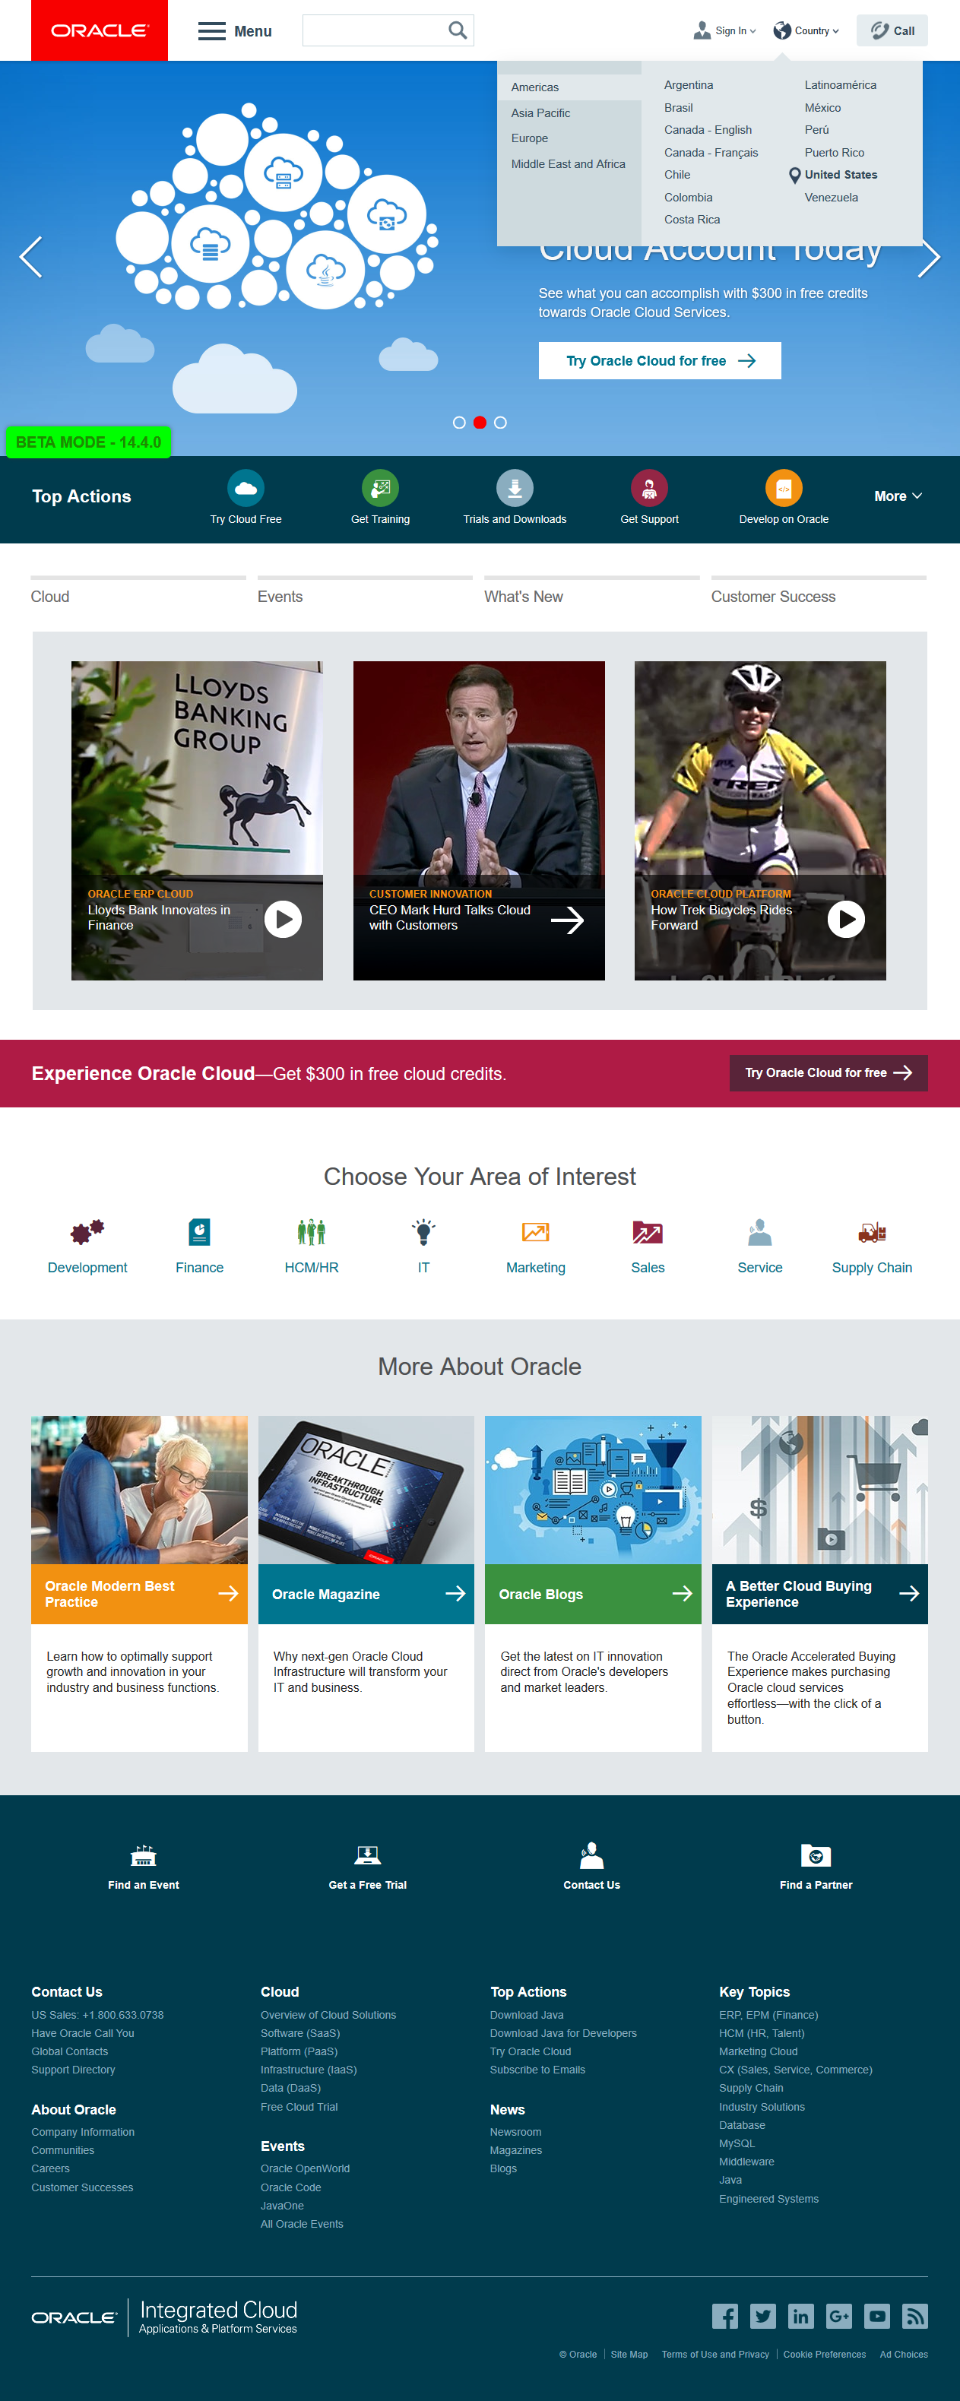 ORACLE
Menu
Sign In
Country
Call
Americas
Asia Pacific
Europe
Middle East and Africa
Argentina
Brasil
Canada - English
Canada - Français
Chile
Colombia
Costa Rica
Latinoamérica
México
Perú
Puerto Rico
United States
Venezuela
Cloud Account Today
See what you can accomplish with $300 in free credits
towards Oracle Cloud Services.
Try Oracle Cloud for free
BETA MODE - 14.4.0
Top Actions
Try Cloud Free
Get Training
Trials and Downloads
Get Support
Develop on Oracle
More
Cloud
Events
What's New
Customer Success
LLOYDS
BANKING
GROUP
ORACLE ERP CLOUD
Lloyds Bank Innovates in
Finance
CUSTOMER INNOVATION
CEO Mark Hurd Talks Cloud
with Customers
TREK
ORACLE CLOUD PLATFORM
How Trek Bicycles Rides
Forward
Experience Oracle Cloud—Get $300 in free cloud credits.
Try Oracle Cloud for free
Choose Your Area of Interest
Development
Finance
HCM/HR
IT
Marketing
Sales
Service
Supply Chain
More About Oracle
ORACLE
BREAKTHROUGH
INFRASTRUCTURE
$
Oracle Modern Best
Practice
Oracle Magazine
Oracle Blogs
A Better Cloud Buying
Experience
Learn how to optimally support
growth and innovation in your
industry and business functions.
Why next-gen Oracle Cloud
Infrastructure will transform your
IT and business.
Get the latest on IT innovation
direct from Oracle's developers
and market leaders.
The Oracle Accelerated Buying
Experience makes purchasing
Oracle cloud services
effortless—with the click of a
button.
Find an Event
Get a Free Trial
Contact Us
Find a Partner
Contact Us
US Sales: +1.800.633.0738
Have Oracle Call You
Global Contacts
Support Directory
About Oracle
Company Information
Communities
Careers
Customer Successes
Cloud
Overview of Cloud Solutions
Software (SaaS)
Platform (PaaS)
Infrastructure (IaaS)
Data (DaaS)
Free Cloud Trial
Events
Oracle OpenWorld
Oracle Code
JavaOne
All Oracle Events
Top Actions
Download Java
Download Java for Developers
Try Oracle Cloud
Subscribe to Emails
News
Newsroom
Magazines
Blogs
Key Topics
ERP, EPM (Finance)
HCM (HR, Talent)
Marketing Cloud
CX (Sales, Service, Commerce)
Supply Chain
Industry Solutions
Database
MySQL
Middleware
Java
Engineered Systems
ORACLE
Integrated Cloud
Applications & Platform Services
© Oracle
Site Map
Terms of Use and Privacy
Cookie Preferences
Ad Choices